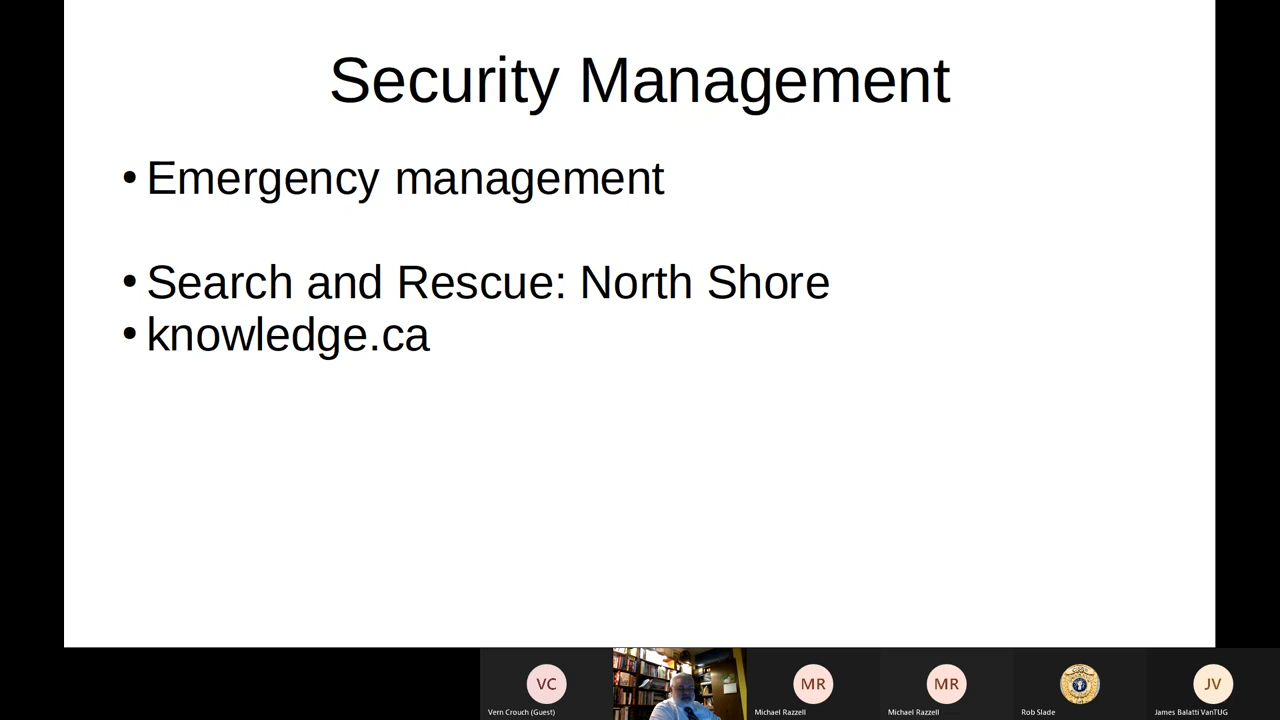 Security Management
• Emergency management
• Search and Rescue: North Shore
• knowledge.ca
VC
MR
MR
JV
Vern Crouch (Guest)
Michael Razzell
Michael Razzell
Rob Slade
James Balatti VanTUG